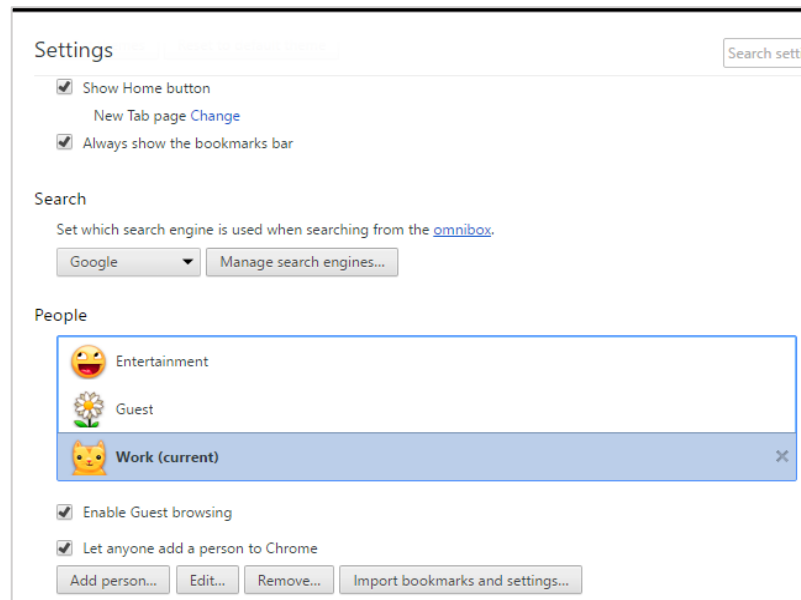 Settings
Search sett
Show Home button
New Tab page Change
Always show the bookmarks bar
Search
Set which search engine is used when searching from the omnibox.
Google Manage search engines...
People
Entertainment
Guest
Work (current)
Enable Guest browsing
Let anyone add a person to Chrome
Add person... Edit... Remove... Import bookmarks and settings...